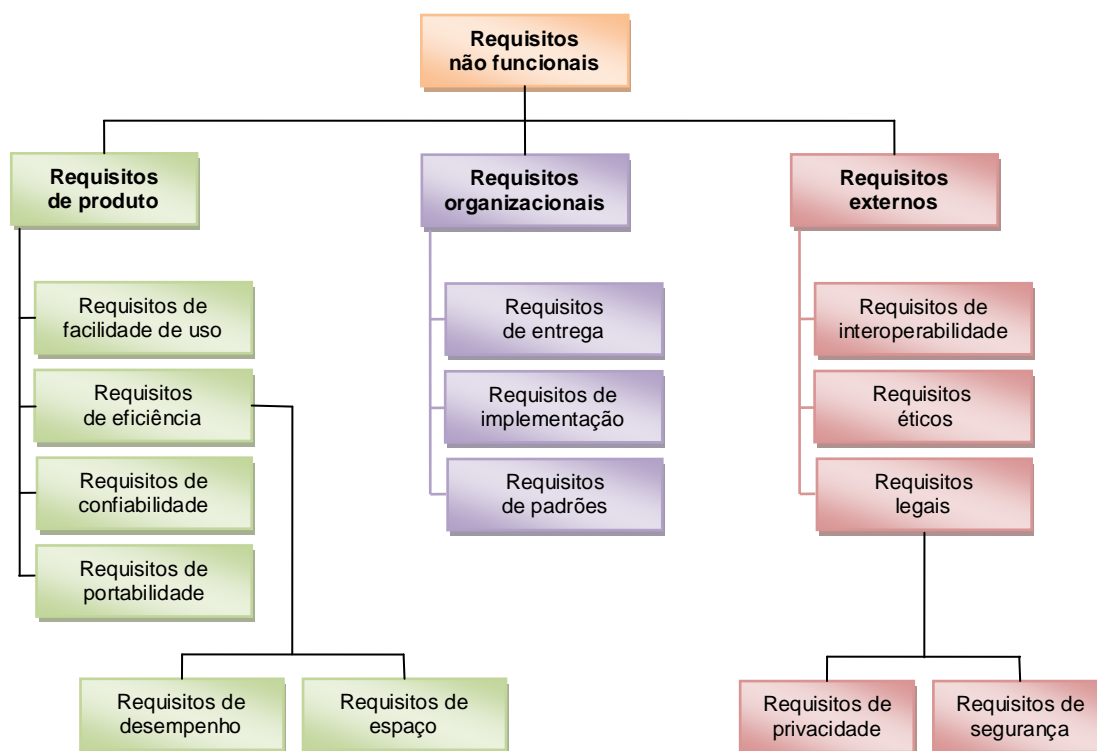 Requisitos
não funcionais
Requisitos
de produto
Requisitos
organizacionais
Requisitos
externos
Requisitos de
facilidade de uso
Requisitos
de eficiência
Requisitos de
confiabilidade
Requisitos de
portabilidade
Requisitos de
desempenho
Requisitos de
espaço
Requisitos
de entrega
Requisitos de
implementação
Requisitos
de padrões
Requisitos de
interoperabilidade
Requisitos
éticos
Requisitos
legais
Requisitos de
privacidade
Requisitos de
segurança